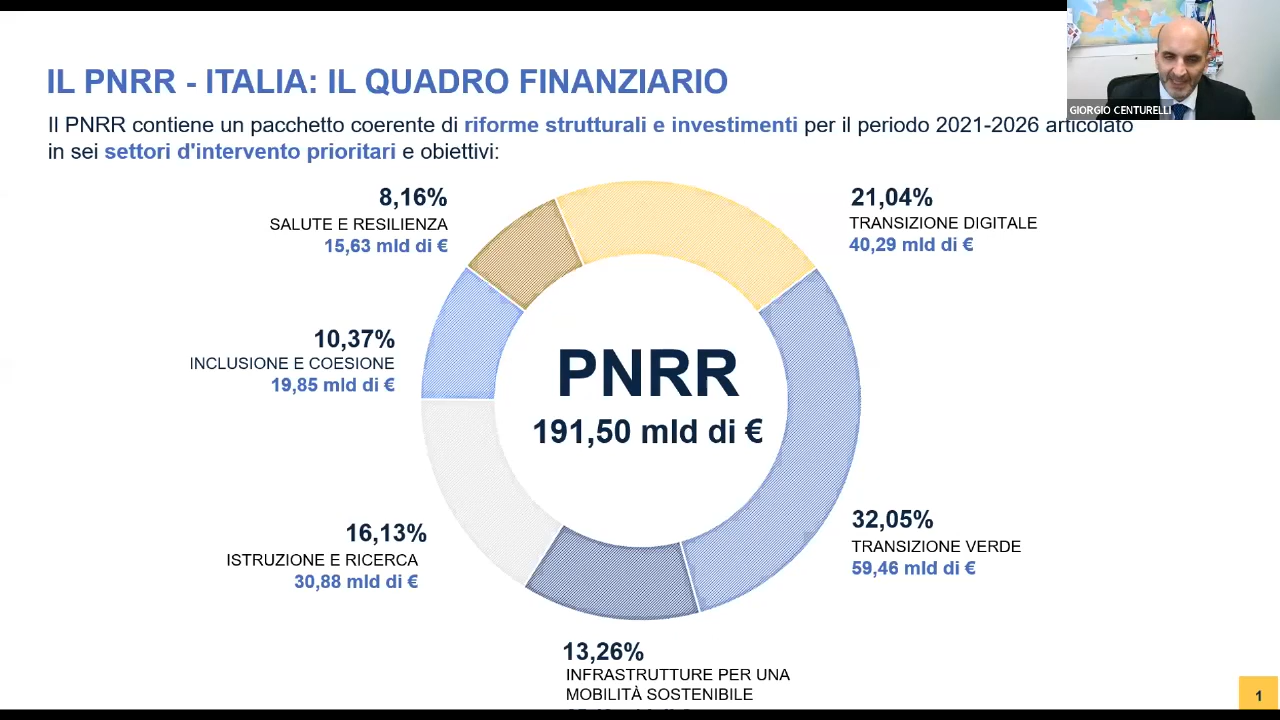 GIORGIO CENTURELLI
IL PNRR - ITALIA: IL QUADRO FINANZIARIO
Il PNRR contiene un pacchetto coerente di riforme strutturali e investimenti per il periodo 2021-2026 articolato
in sei settori d'intervento prioritari e obiettivi:
8,16%
SALUTE E RESILIENZA
15,63 mld di €
21,04%
TRANSIZIONE DIGITALE
40,29 mld di €
10,37%
INCLUSIONE E COESIONE
19,85 mld di €
PNRR
191,50 mld di €
16,13%
ISTRUZIONE E RICERCA
30,88 mld di €
32,05%
TRANSIZIONE VERDE
59,46 mld di €
13,26%
INFRASTRUTTURE PER UNA
MOBILITÀ SOSTENIBILE
1